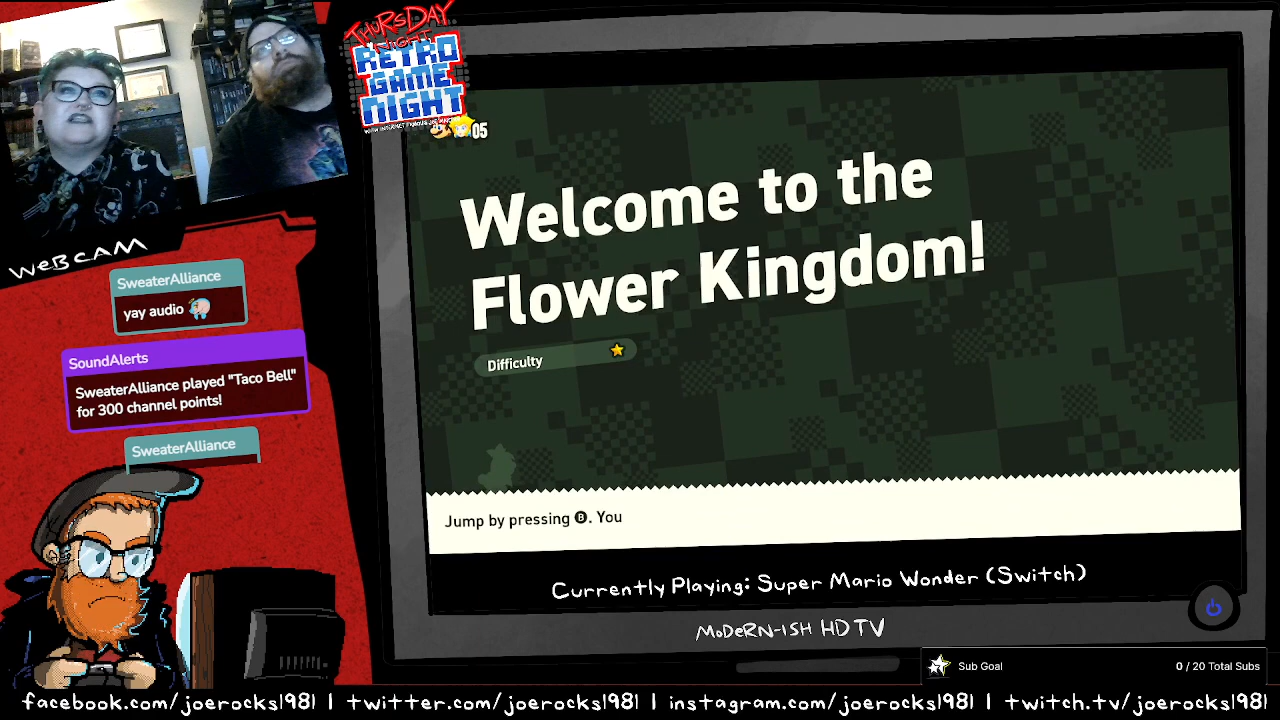 THURSDAY
NIGHT
RETRO
GAME
NIGHT
05
Welcome to the
Flower Kingdom!
Difficulty
WEBCAM
SweaterAlliance
yay audio
SoundAlerts
SweaterAlliance played "Taco Bell"
for 300 channel points!
SweaterAlliance
Jump by pressing B. You
Currently Playing: Super Mario Wonder (Switch)
MODERN-ISH HDTV
Sub Goal
0 / 20 Total Subs
facebook.com/joerocks1981 | twitter.com/joerocks1981 | instagram.com/joerocks1981 | twitch.tv/joerocks1981